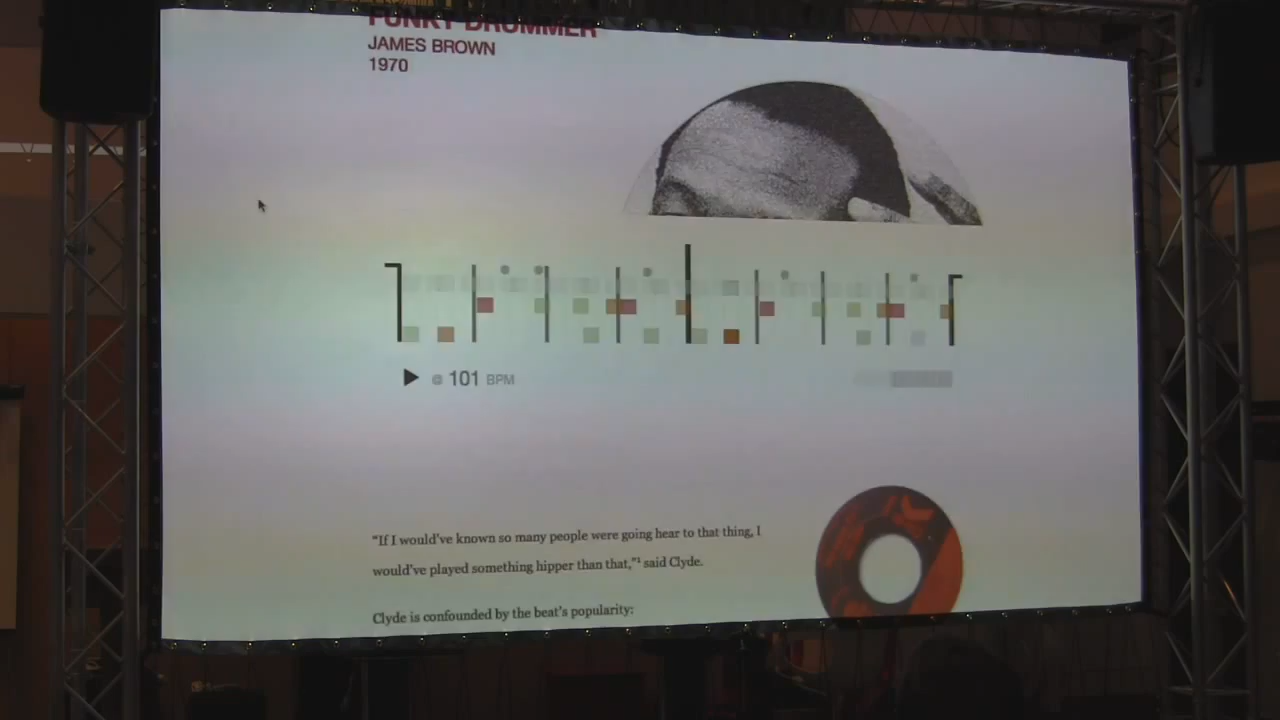 FUNKY DRUMMER
JAMES BROWN
1970
@ 101 BPM
“If I would’ve known so many people were going hear to that thing, I
would’ve played something hipper than that,”¹ said Clyde.
Clyde is confounded by the beat’s popularity: